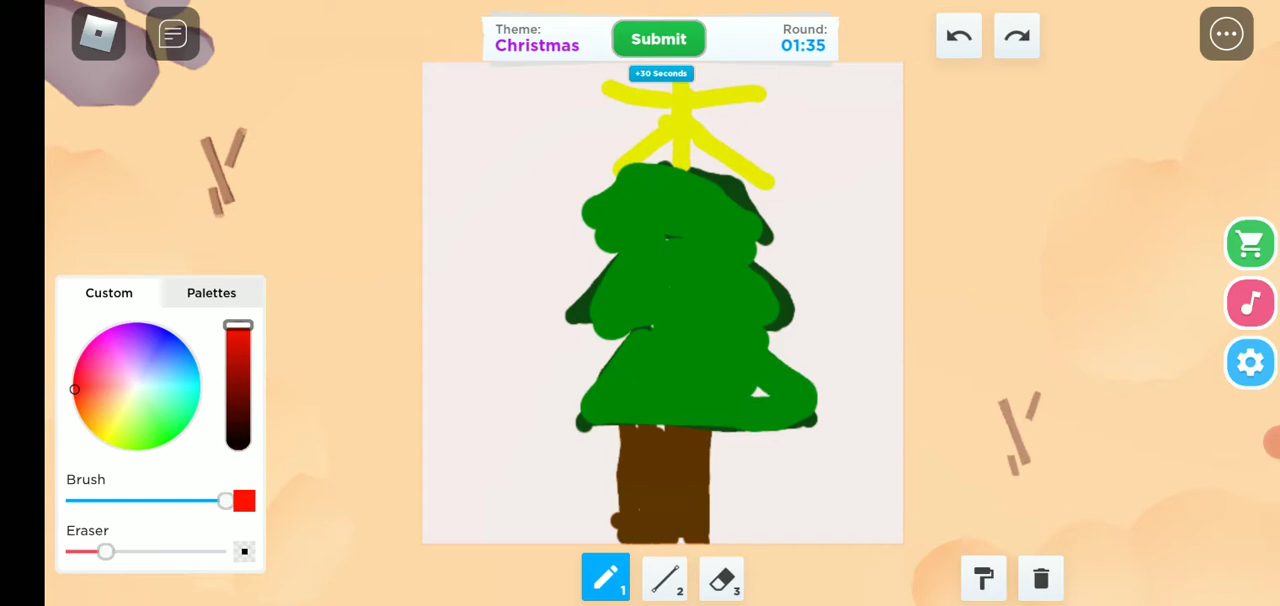 Theme:
Christmas
Submit
Round:
01:35
+30 Seconds
Custom
Palettes
Brush
Eraser
1
2
3